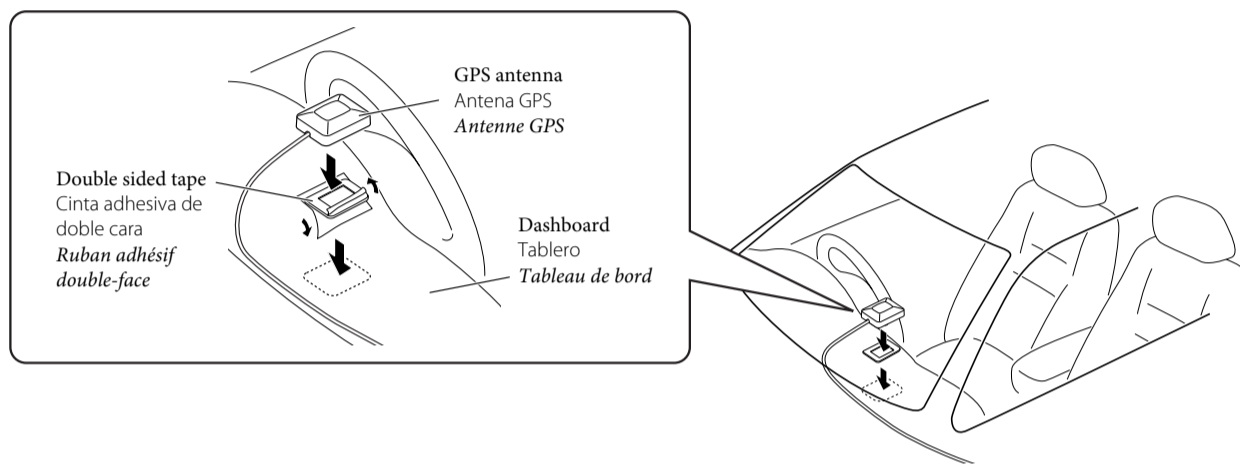 GPS antenna
Antena GPS
Antenne GPS
Double sided tape
Cinta adhesiva de
doble cara
Ruban adhésif
double-face
Dashboard
Tablero
Tableau de bord